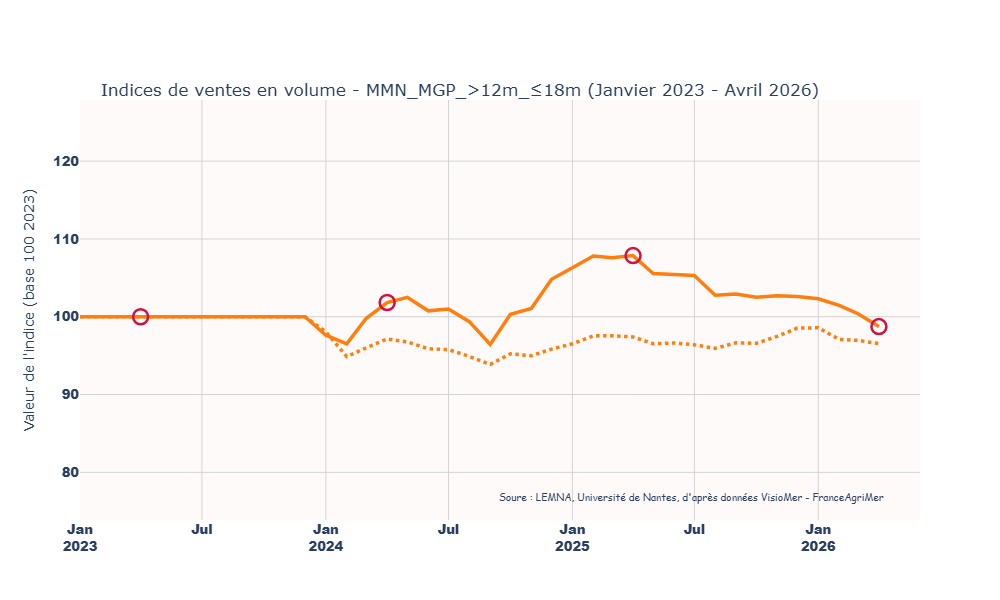 Indices de ventes en volume - MMN_MGP_>12m_≤18m (Janvier 2023 - Avril 2026)
Valeur de l'indice (base 100 2023)
120
110
100
90
80
Soure : LEMNA, Université de Nantes, d'après données VisioMer - FranceAgriMer
Jan Jul Jan Jul Jan Jul Jan
2023 2024 2025 2026